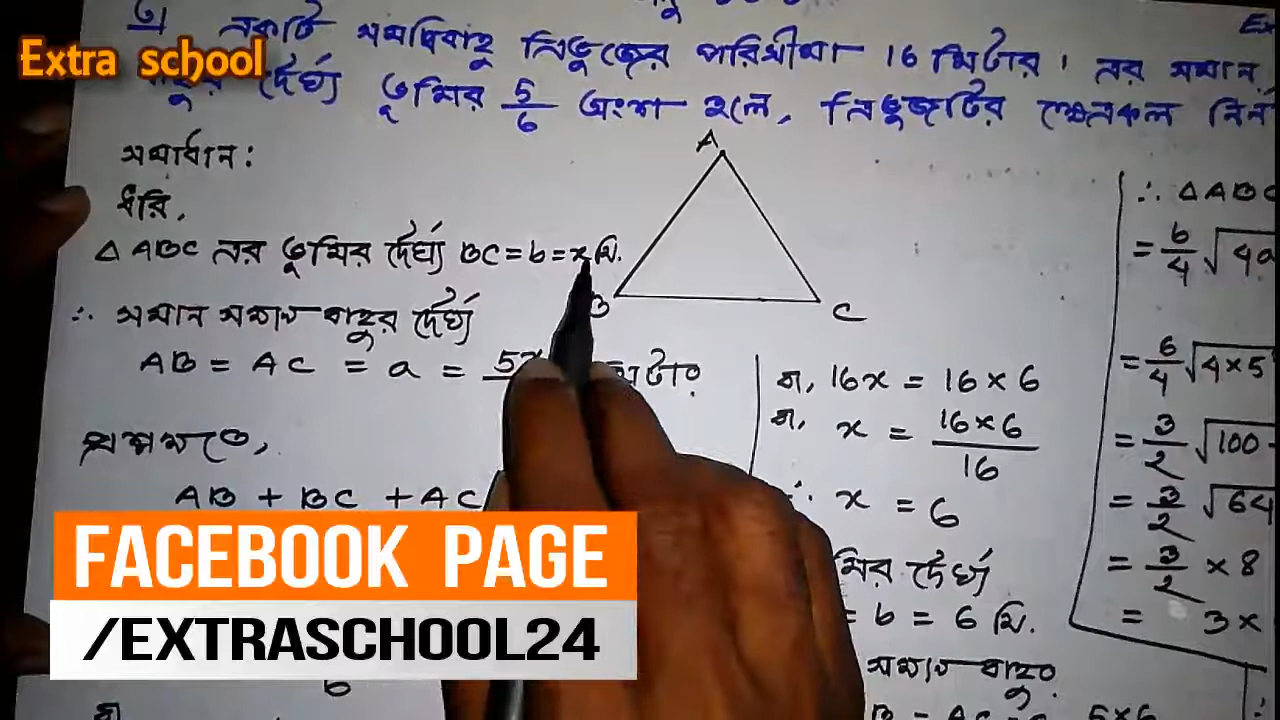 Extra school
৩। একটি সমদ্বিবাহু ত্রিভুজের পরিসীমা 16 মিটার। এর সমান
বাহুর দৈর্ঘ্য ভূমির 5/6 অংশ হলে, ত্রিভুজটির ক্ষেত্রফল
সমাধান:
ধরি,
Δ ABC এর ভূমির দৈর্ঘ্য BC = b = x মি.
∴ সমান সমান বাহুর দৈর্ঘ্য
AB = AC = a =
প্রশ্নমতে,
AB + BC + AC
A
B
C
বা, 16x = 16 × 6
বা, x = 16 × 6 / 16
∴ x = 6
দৈর্ঘ্য
= b = 6 মি.
সমান বাহুর
∴ Δ ABC
= b/4 √4a
= 6/4 √4 × 5
= 3/2 √100 -
= 3/2 √64
= 3/2 × 8
= 3 ×
FACEBOOK PAGE
/EXTRASCHOOL24